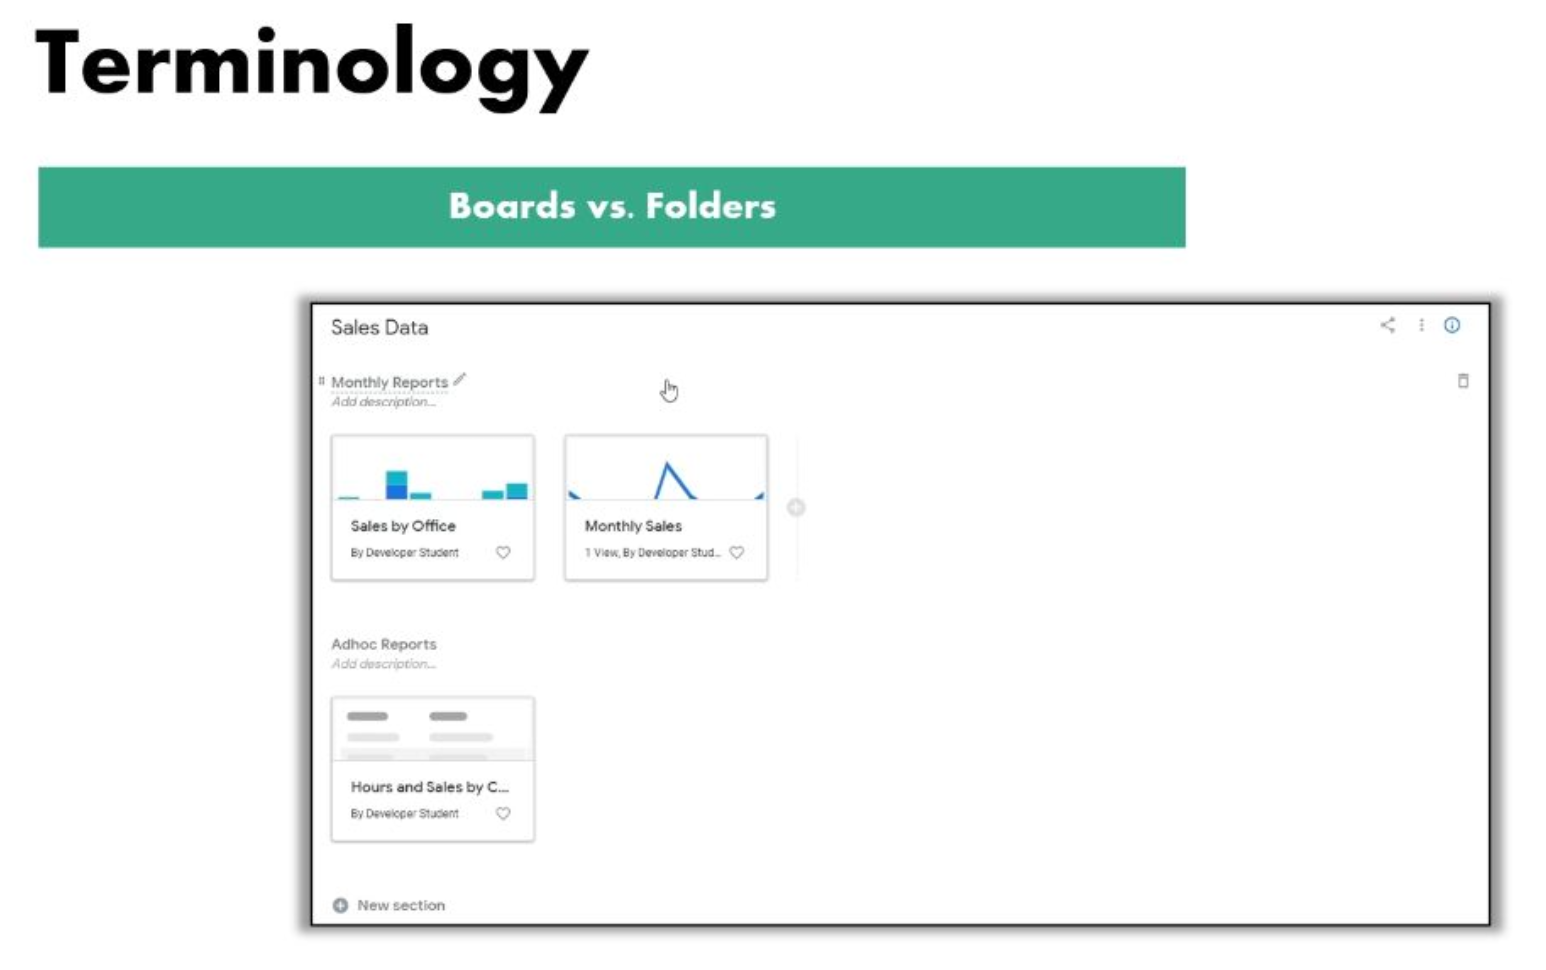 Terminology
Boards vs. Folders
Sales Data
Monthly Reports
Add description...
Sales by Office
By Developer Student
Monthly Sales
1 View, By Developer Stud...
Adhoc Reports
Add description...
Hours and Sales by C...
By Developer Student
New section